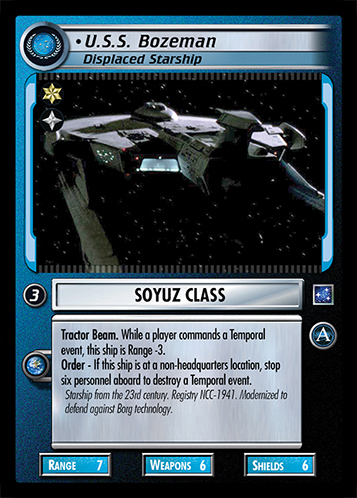 • U.S.S. Bozeman
Displaced Starship
3
SOYUZ CLASS
A
Tractor Beam. While a player commands a Temporal
event, this ship is Range -3.
Order - If this ship is at a non-headquarters location, stop
six personnel aboard to destroy a Temporal event.
Starship from the 23rd century. Registry NCC-1941. Modernized to
defend against Borg technology.
RANGE 7 WEAPONS 6 SHIELDS 6